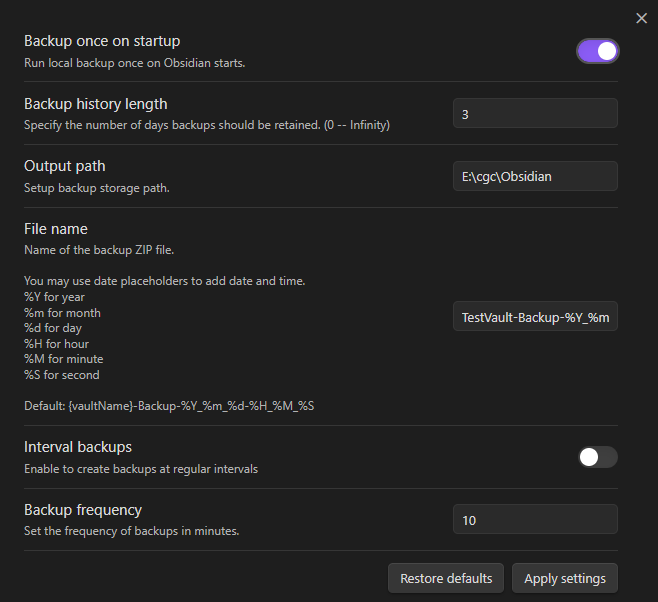 Backup once on startup
Run local backup once on Obsidian starts.
Backup history length
Specify the number of days backups should be retained. (0 -- Infinity)
3
Output path
Setup backup storage path.
E:\cgc\Obsidian
File name
Name of the backup ZIP file.
You may use date placeholders to add date and time.
%Y for year
%m for month
%d for day
%H for hour
%M for minute
%S for second
TestVault-Backup-%Y_%m
Default: {vaultName}-Backup-%Y_%m_%d-%H_%M_%S
Interval backups
Enable to create backups at regular intervals
Backup frequency
Set the frequency of backups in minutes.
10
Restore defaults
Apply settings